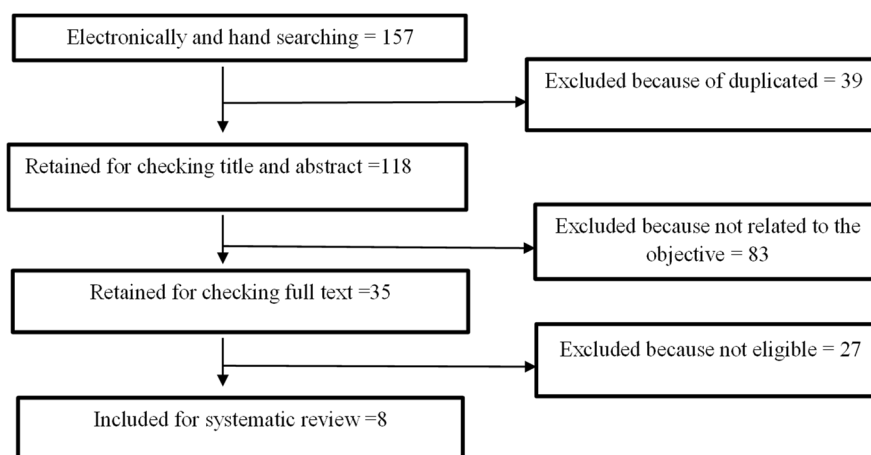 Electronically and hand searching = 157
Excluded because of duplicated = 39
Retained for checking title and abstract =118
Excluded because not related to the
objective = 83
Retained for checking full text =35
Excluded because not eligible = 27
Included for systematic review =8